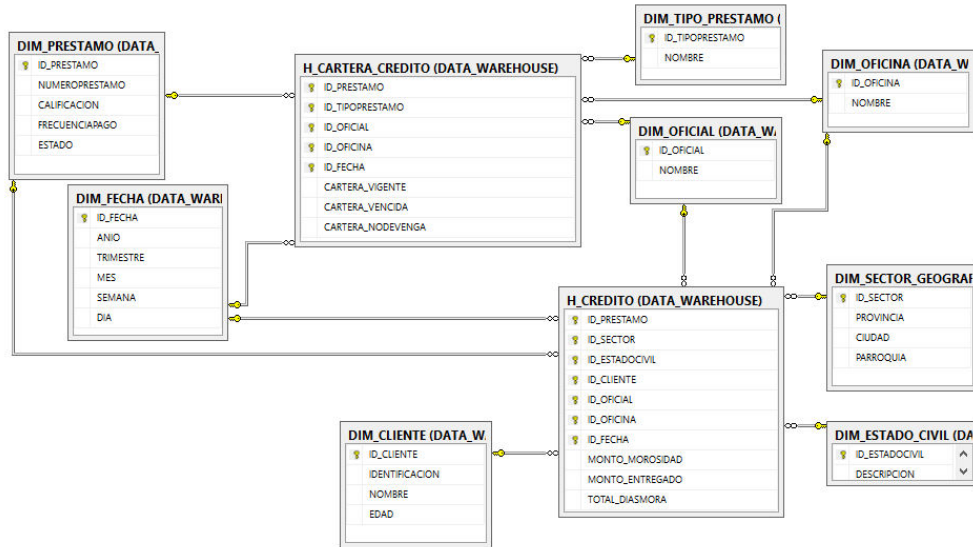 DIM_PRESTAMO (DATA_
ID_PRESTAMO
NUMEROPRESTAMO
CALIFICACION
FRECUENCIAPAGO
ESTADO
H_CARTERA_CREDITO (DATA_WAREHOUSE)
ID_PRESTAMO
ID_TIPOPRESTAMO
ID_OFICIAL
ID_OFICINA
ID_FECHA
CARTERA_VIGENTE
CARTERA_VENCIDA
CARTERA_NODEVENGA
DIM_TIPO_PRESTAMO (
ID_TIPOPRESTAMO
NOMBRE
DIM_OFICINA (DATA_W
ID_OFICINA
NOMBRE
DIM_OFICIAL (DATA_WA
ID_OFICIAL
NOMBRE
DIM_FECHA (DATA_WARE
ID_FECHA
ANIO
TRIMESTRE
MES
SEMANA
DIA
H_CREDITO (DATA_WAREHOUSE)
ID_PRESTAMO
ID_SECTOR
ID_ESTADOCIVIL
ID_CLIENTE
ID_OFICIAL
ID_OFICINA
ID_FECHA
MONTO_MOROSIDAD
MONTO_ENTREGADO
TOTAL_DIASMORA
DIM_SECTOR_GEOGRAF
ID_SECTOR
PROVINCIA
CIUDAD
PARROQUIA
DIM_CLIENTE (DATA_W
ID_CLIENTE
IDENTIFICACION
NOMBRE
EDAD
DIM_ESTADO_CIVIL (DA
ID_ESTADOCIVIL
DESCRIPCION